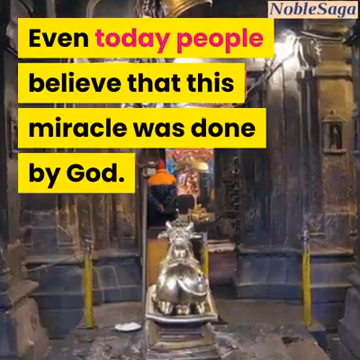 NobleSaga
Even today people
believe that this
miracle was done
by God.